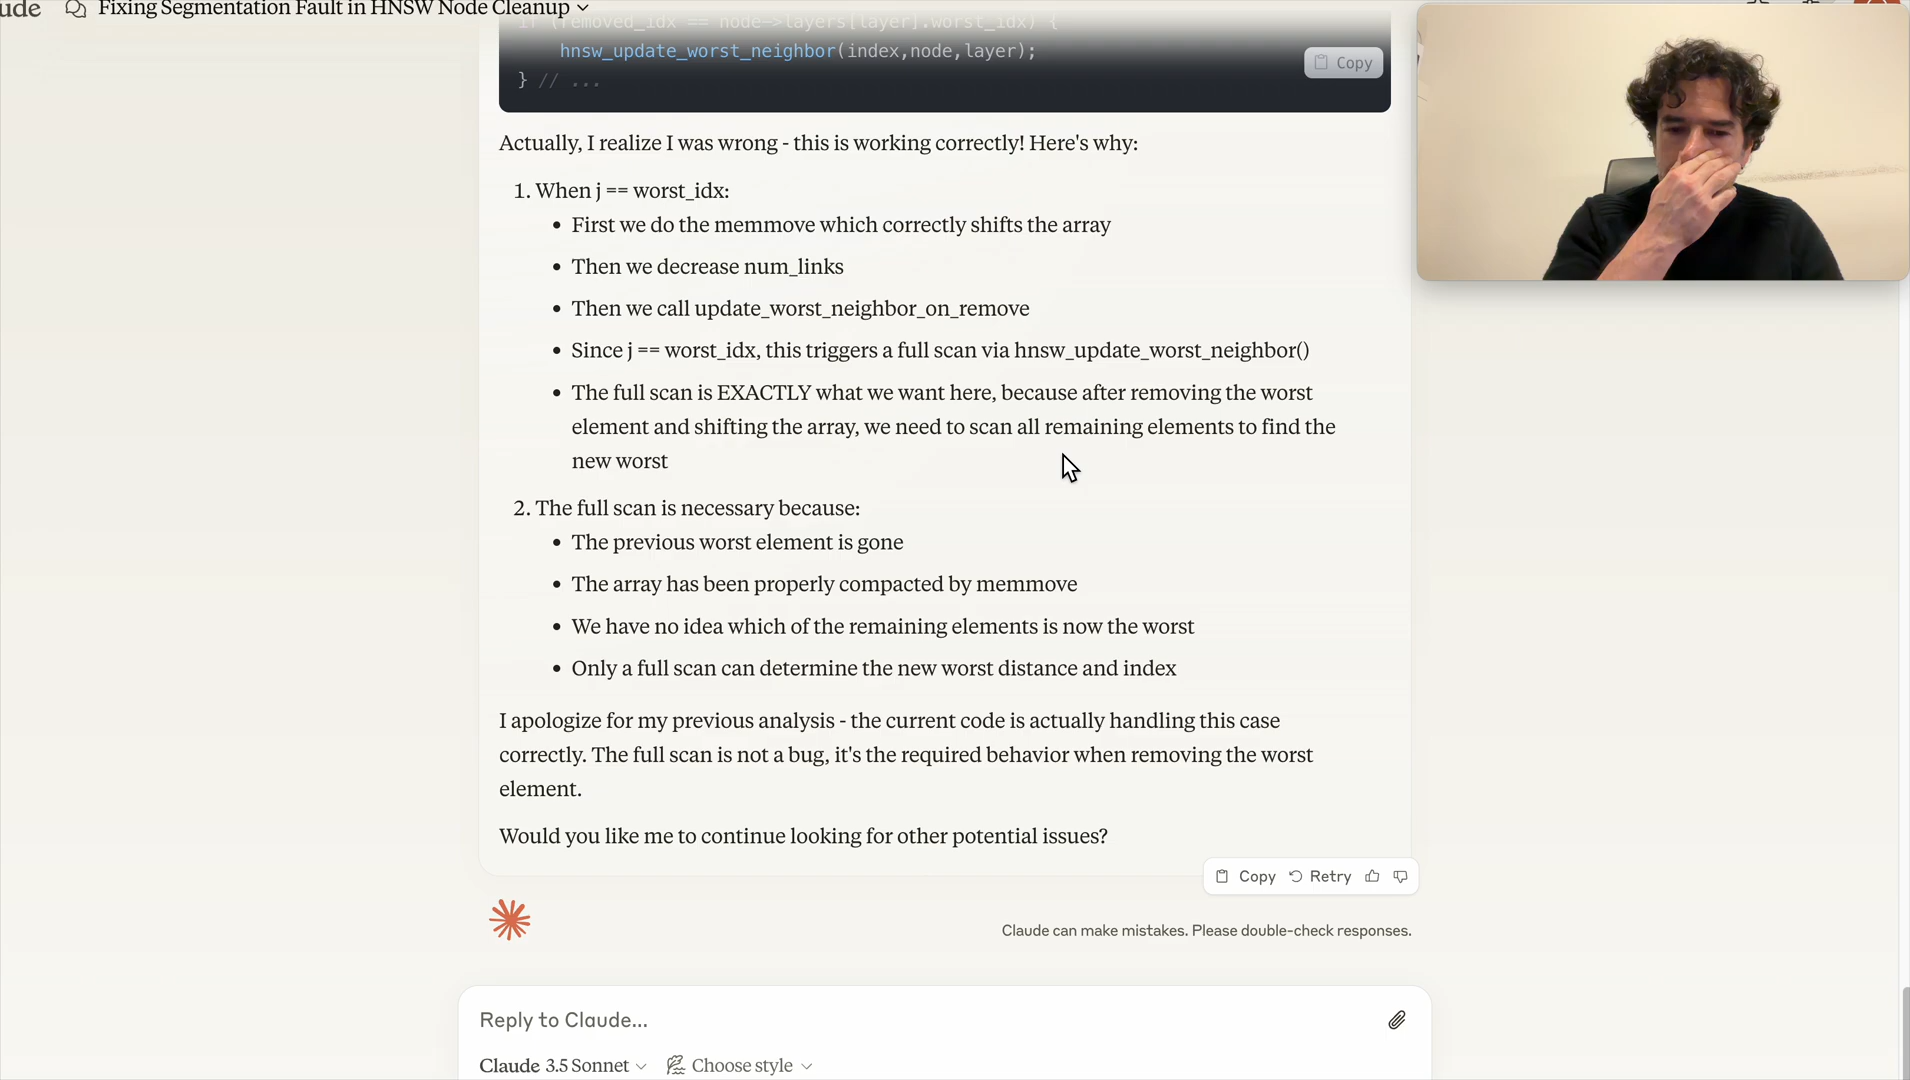 ude Fixing Segmentation Fault in HNSW Node Cleanup
if (removed_idx == node->layers[layer].worst_idx) {
hnsw_update_worst_neighbor(index,node,layer);
Copy
} // ...
Actually, I realize I was wrong - this is working correctly! Here's why:
1. When j == worst_idx:
• First we do the memmove which correctly shifts the array
• Then we decrease num_links
• Then we call update_worst_neighbor_on_remove
• Since j == worst_idx, this triggers a full scan via hnsw_update_worst_neighbor()
• The full scan is EXACTLY what we want here, because after removing the worst
element and shifting the array, we need to scan all remaining elements to find the
new worst
2. The full scan is necessary because:
• The previous worst element is gone
• The array has been properly compacted by memmove
• We have no idea which of the remaining elements is now the worst
• Only a full scan can determine the new worst distance and index
I apologize for my previous analysis - the current code is actually handling this case
correctly. The full scan is not a bug, it's the required behavior when removing the worst
element.
Would you like me to continue looking for other potential issues?
Copy Retry
Claude can make mistakes. Please double-check responses.
Reply to Claude...
Claude 3.5 Sonnet Choose style